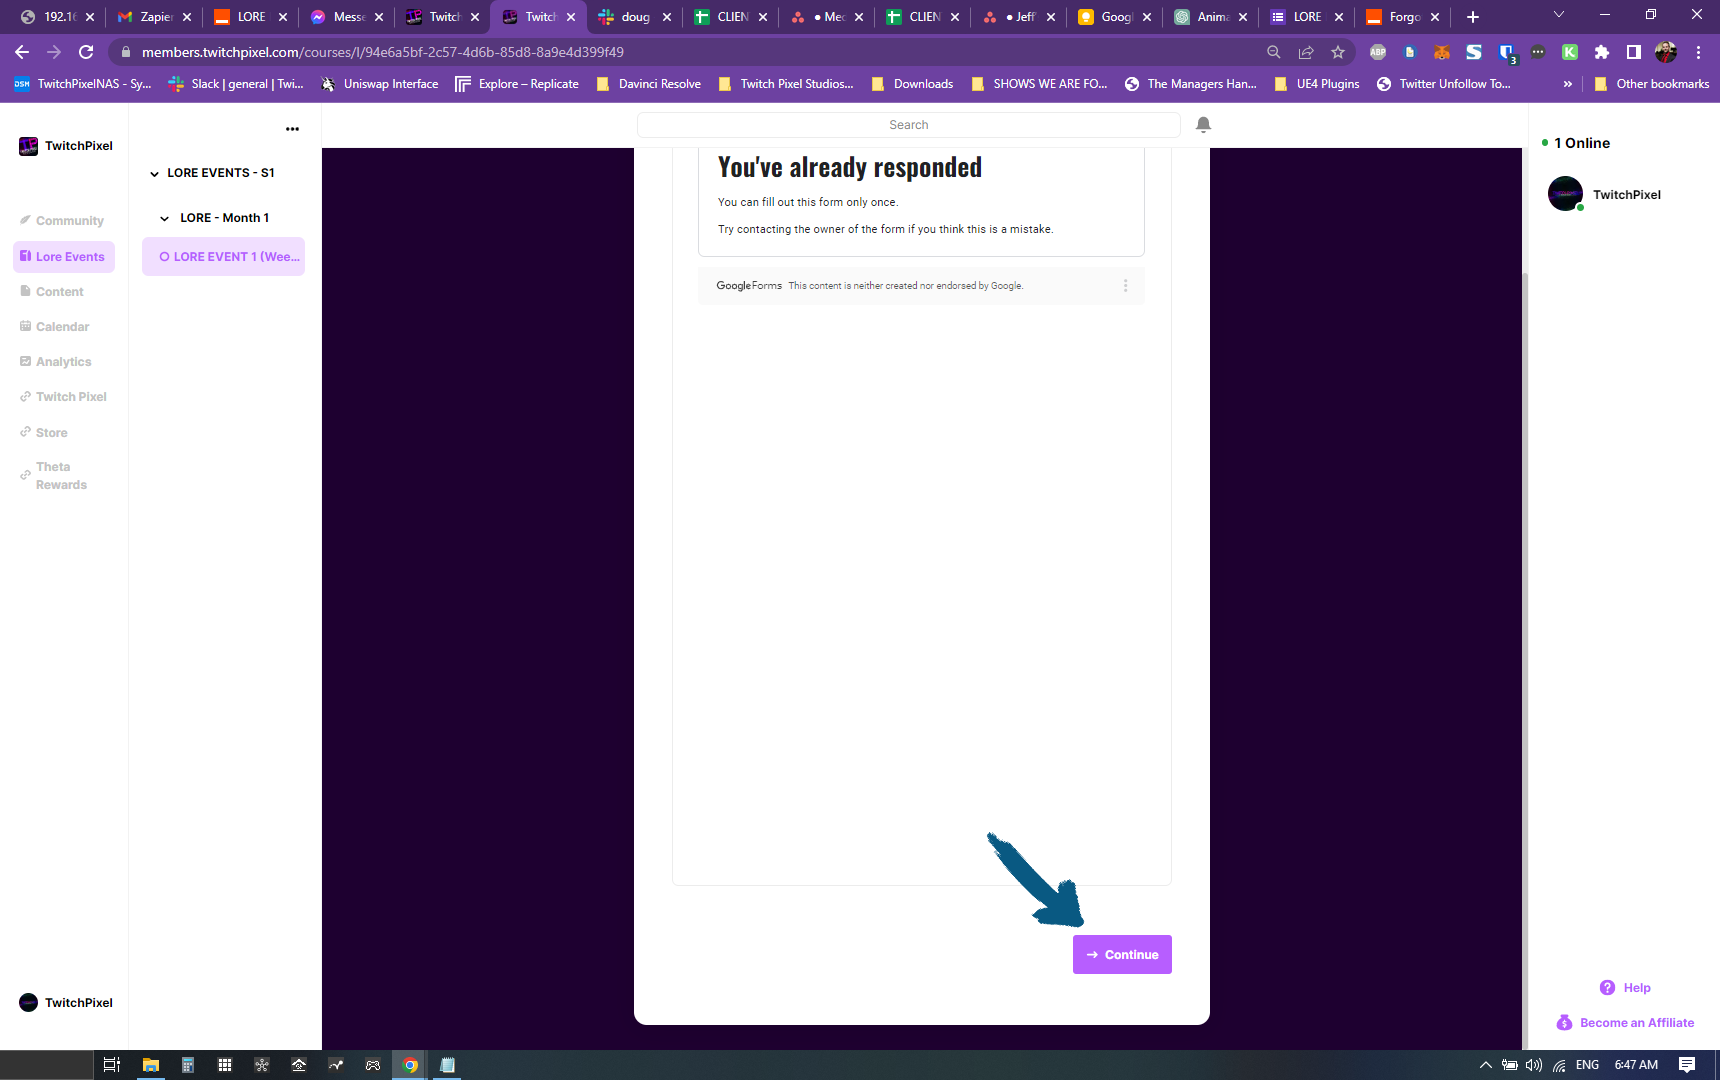 192.16
Zapier
LORE
Messe
Twitch
Twitch
doug
CLIEN
Med
CLIEN
Jeff
Googl
Anima
LORE
Forgo
members.twitchpixel.com/courses/l/94e6a5bf-2c57-4d6b-85d8-8a9e4d399f49
ABP
3
K
DSM
TwitchPixelNAS - Sy...
Slack | general | Twi...
Uniswap Interface
Explore – Replicate
Davinci Resolve
Twitch Pixel Studios...
Downloads
SHOWS WE ARE FO...
The Managers Han...
UE4 Plugins
Twitter Unfollow To...
»
Other bookmarks
TwitchPixel
Community
Lore Events
Content
Calendar
Analytics
Twitch Pixel
Store
Theta
Rewards
TwitchPixel
LORE EVENTS - S1
LORE - Month 1
LORE EVENT 1 (Wee...
Search
You've already responded
You can fill out this form only once.
Try contacting the owner of the form if you think this is a mistake.
Google Forms This content is neither created nor endorsed by Google.
→ Continue
1 Online
TwitchPixel
Help
Become an Affiliate
ENG
6:47 AM